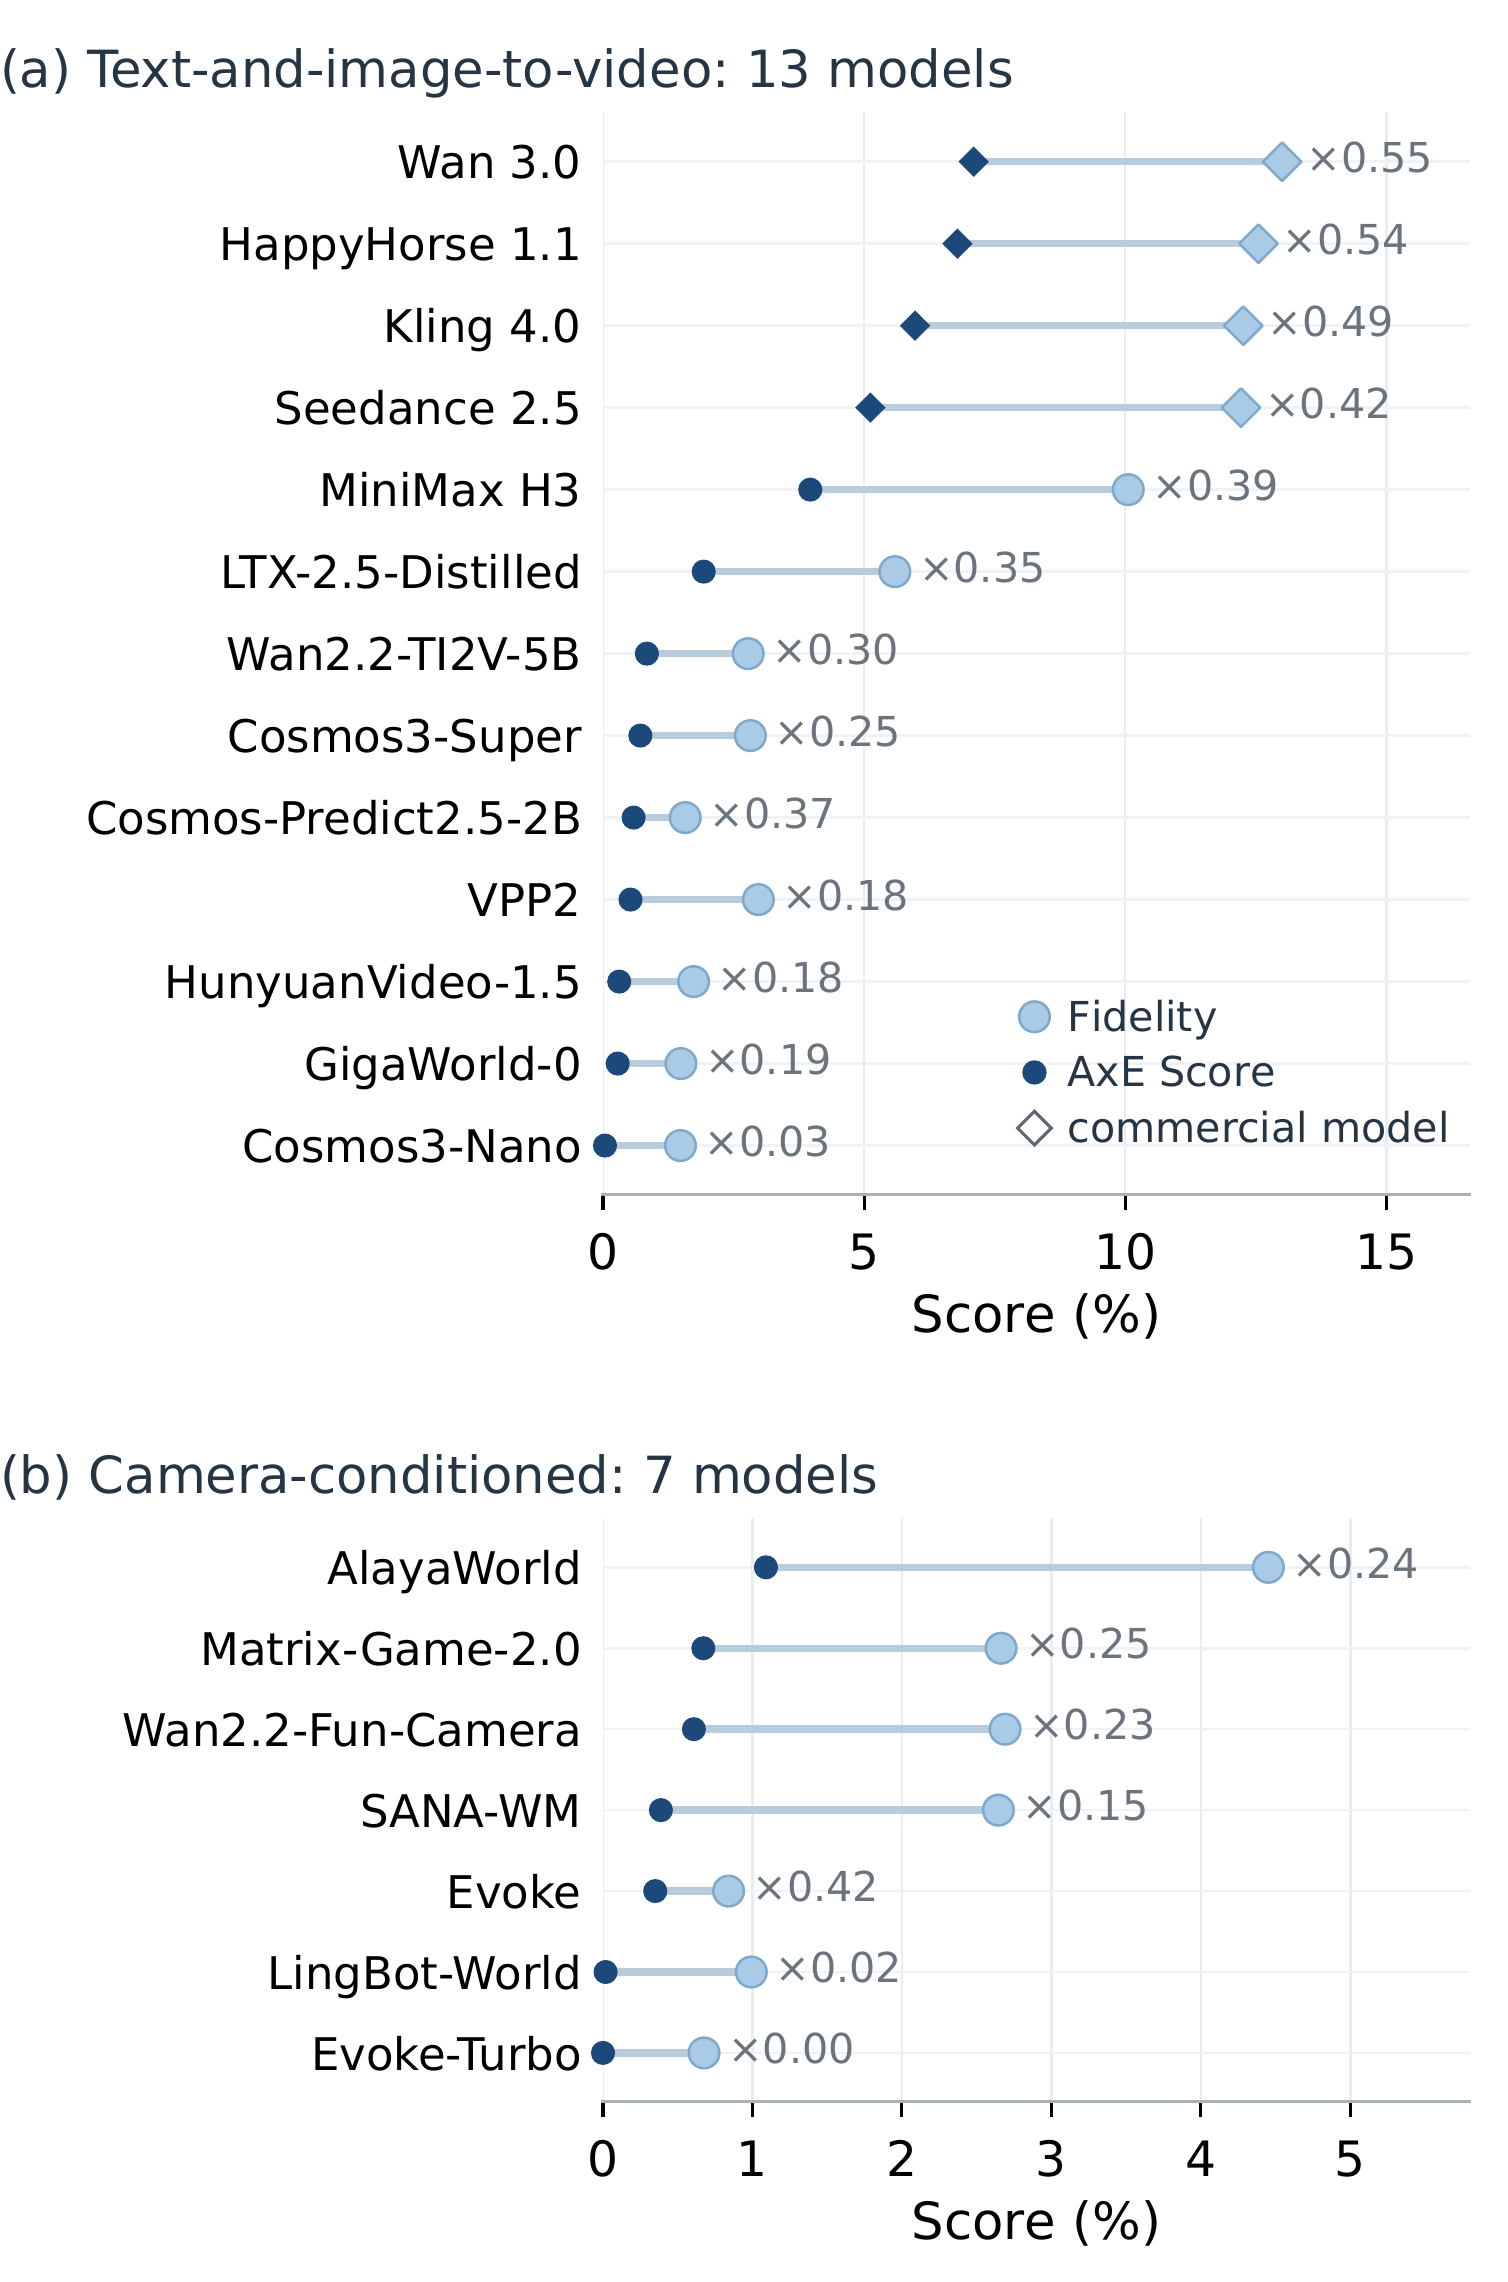 (a) Text-and-image-to-video: 13 models
Wan 3.0 ×0.55
HappyHorse 1.1 ×0.54
Kling 4.0 ×0.49
Seedance 2.5 ×0.42
MiniMax H3 ×0.39
LTX-2.5-Distilled ×0.35
Wan2.2-TI2V-5B ×0.30
Cosmos3-Super ×0.25
Cosmos-Predict2.5-2B ×0.37
VPP2 ×0.18
HunyuanVideo-1.5 ×0.18
Fidelity
GigaWorld-0 ×0.19
AxE Score
Cosmos3-Nano ×0.03
commercial model
0 5 10 15
Score (%)
(b) Camera-conditioned: 7 models
AlayaWorld ×0.24
Matrix-Game-2.0 ×0.25
Wan2.2-Fun-Camera ×0.23
SANA-WM ×0.15
Evoke ×0.42
LingBot-World ×0.02
Evoke-Turbo ×0.00
0 1 2 3 4 5
Score (%)